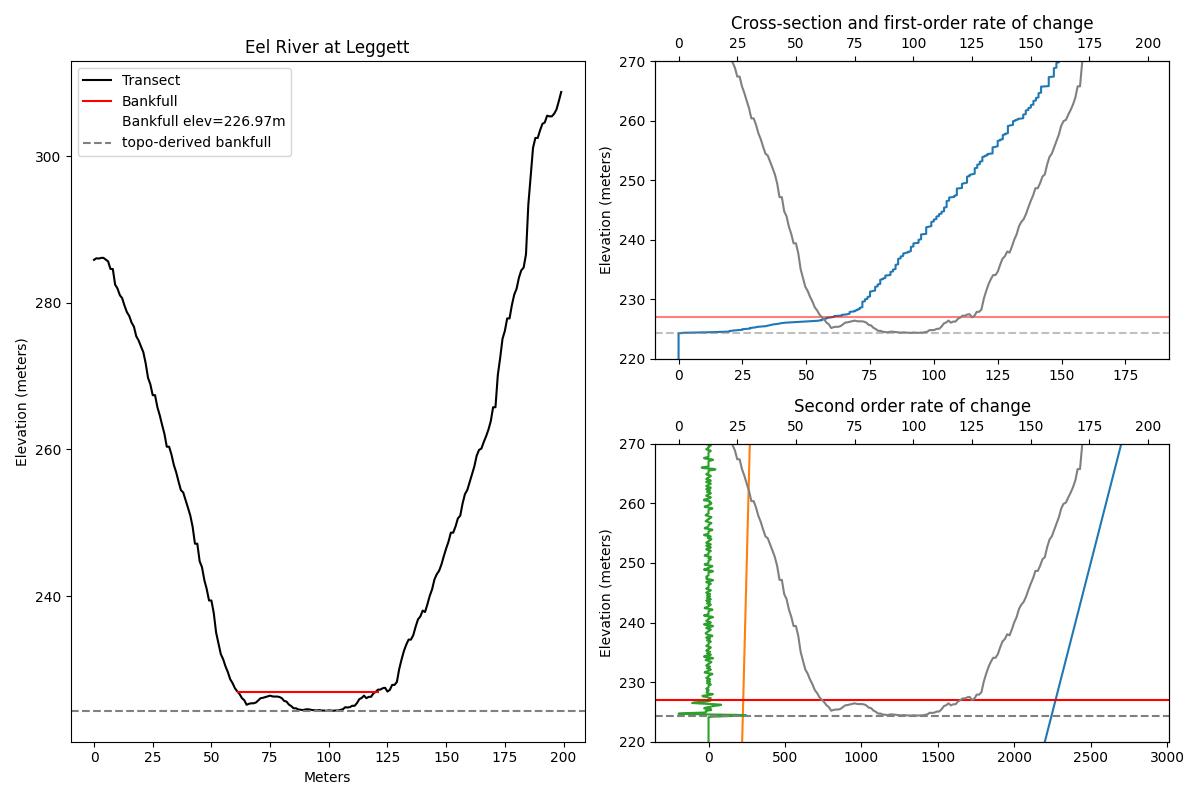 Eel River at Leggett
Transect
Bankfull
Bankfull elev=226.97m
topo-derived bankfull
Elevation (meters)
300
280
260
240
0 25 50 75 100 125 150 175 200
Meters
Cross-section and first-order rate of change
0 25 50 75 100 125 150 175 200
Elevation (meters)
270
260
250
240
230
220
0 25 50 75 100 125 150 175
Second order rate of change
0 25 50 75 100 125 150 175 200
Elevation (meters)
270
260
250
240
230
220
0 500 1000 1500 2000 2500 3000